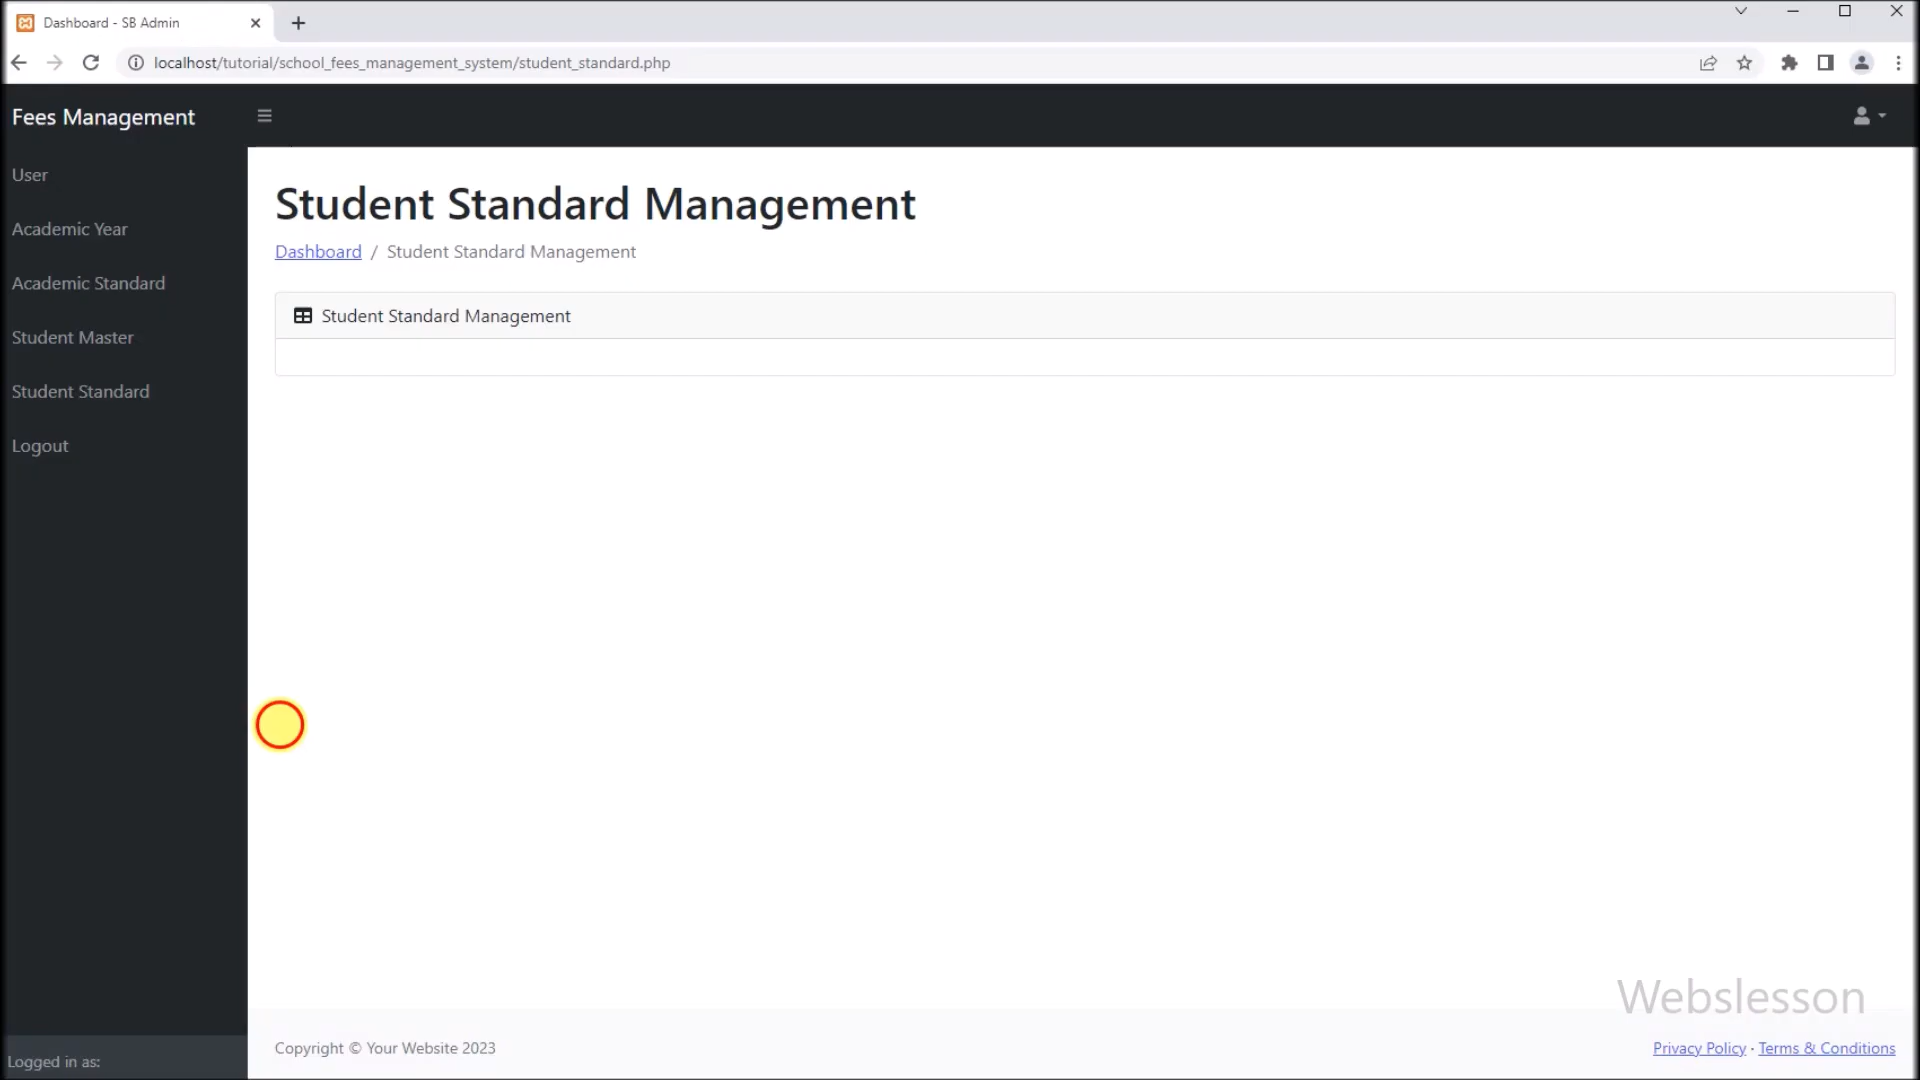 Dashboard - SB Admin
localhost/tutorial/school_fees_management_system/student_standard.php
Fees Management
User
Academic Year
Academic Standard
Student Master
Student Standard
Logout
Logged in as:
Student Standard Management
Dashboard / Student Standard Management
Student Standard Management
Webslesson
Copyright © Your Website 2023
Privacy Policy · Terms & Conditions